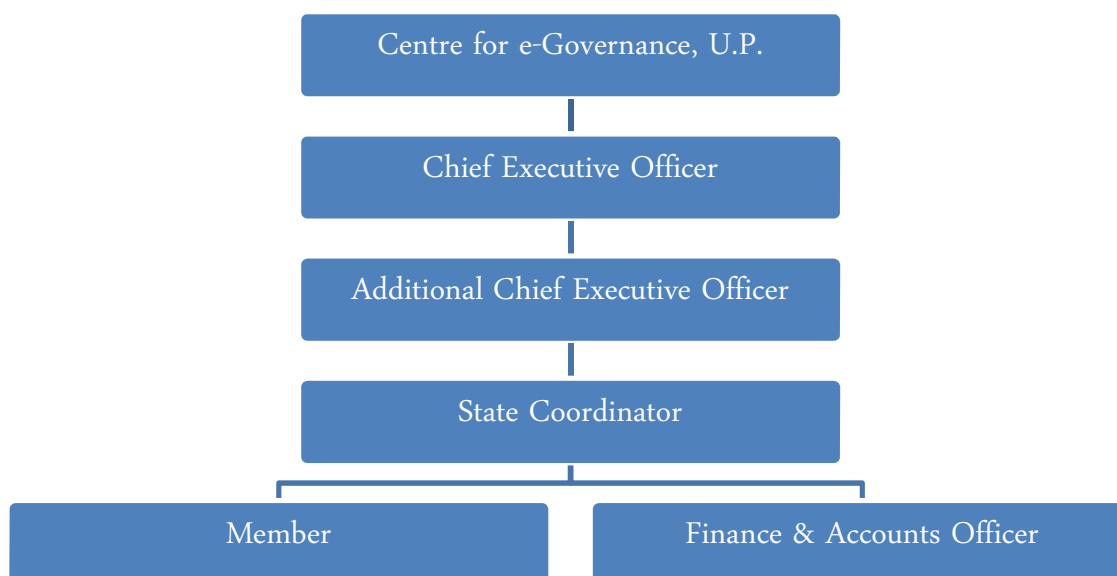 Centre for e-Governance, U.P.
Chief Executive Officer
Additional Chief Executive Officer
State Coordinator
Member
Finance & Accounts Officer